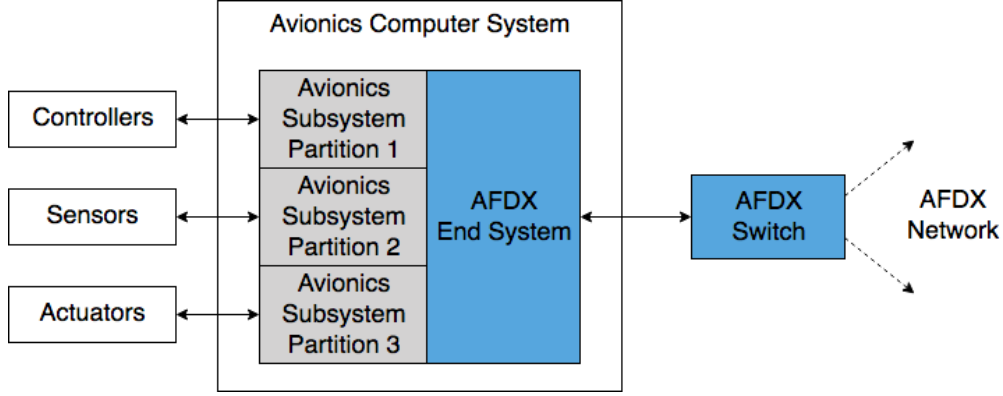 Avionics Computer System
Controllers
Sensors
Actuators
Avionics
Subsystem
Partition 1
Avionics
Subsystem
Partition 2
Avionics
Subsystem
Partition 3
AFDX
End System
AFDX
Switch
AFDX
Network